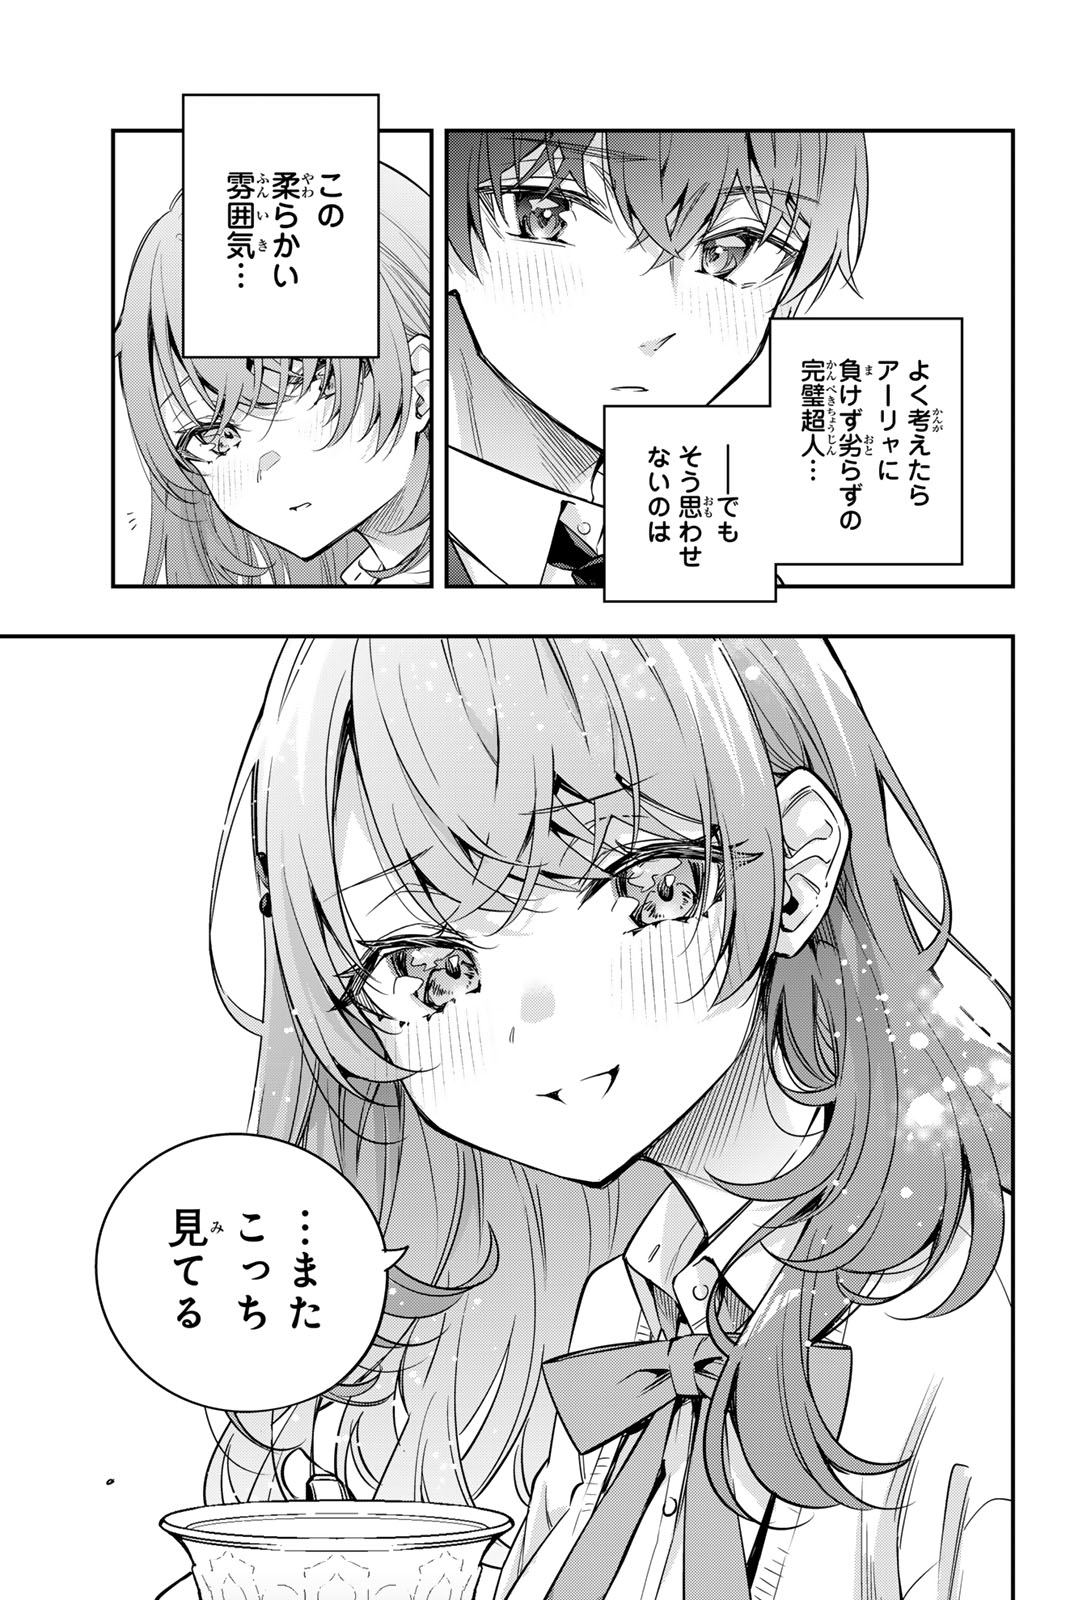 よく考えたら
アーリャに
負けず劣らずの
完璧超人…
――でも
そう思わせ
ないのは
この
柔らかい
雰囲気…
…また
こっち
見てる